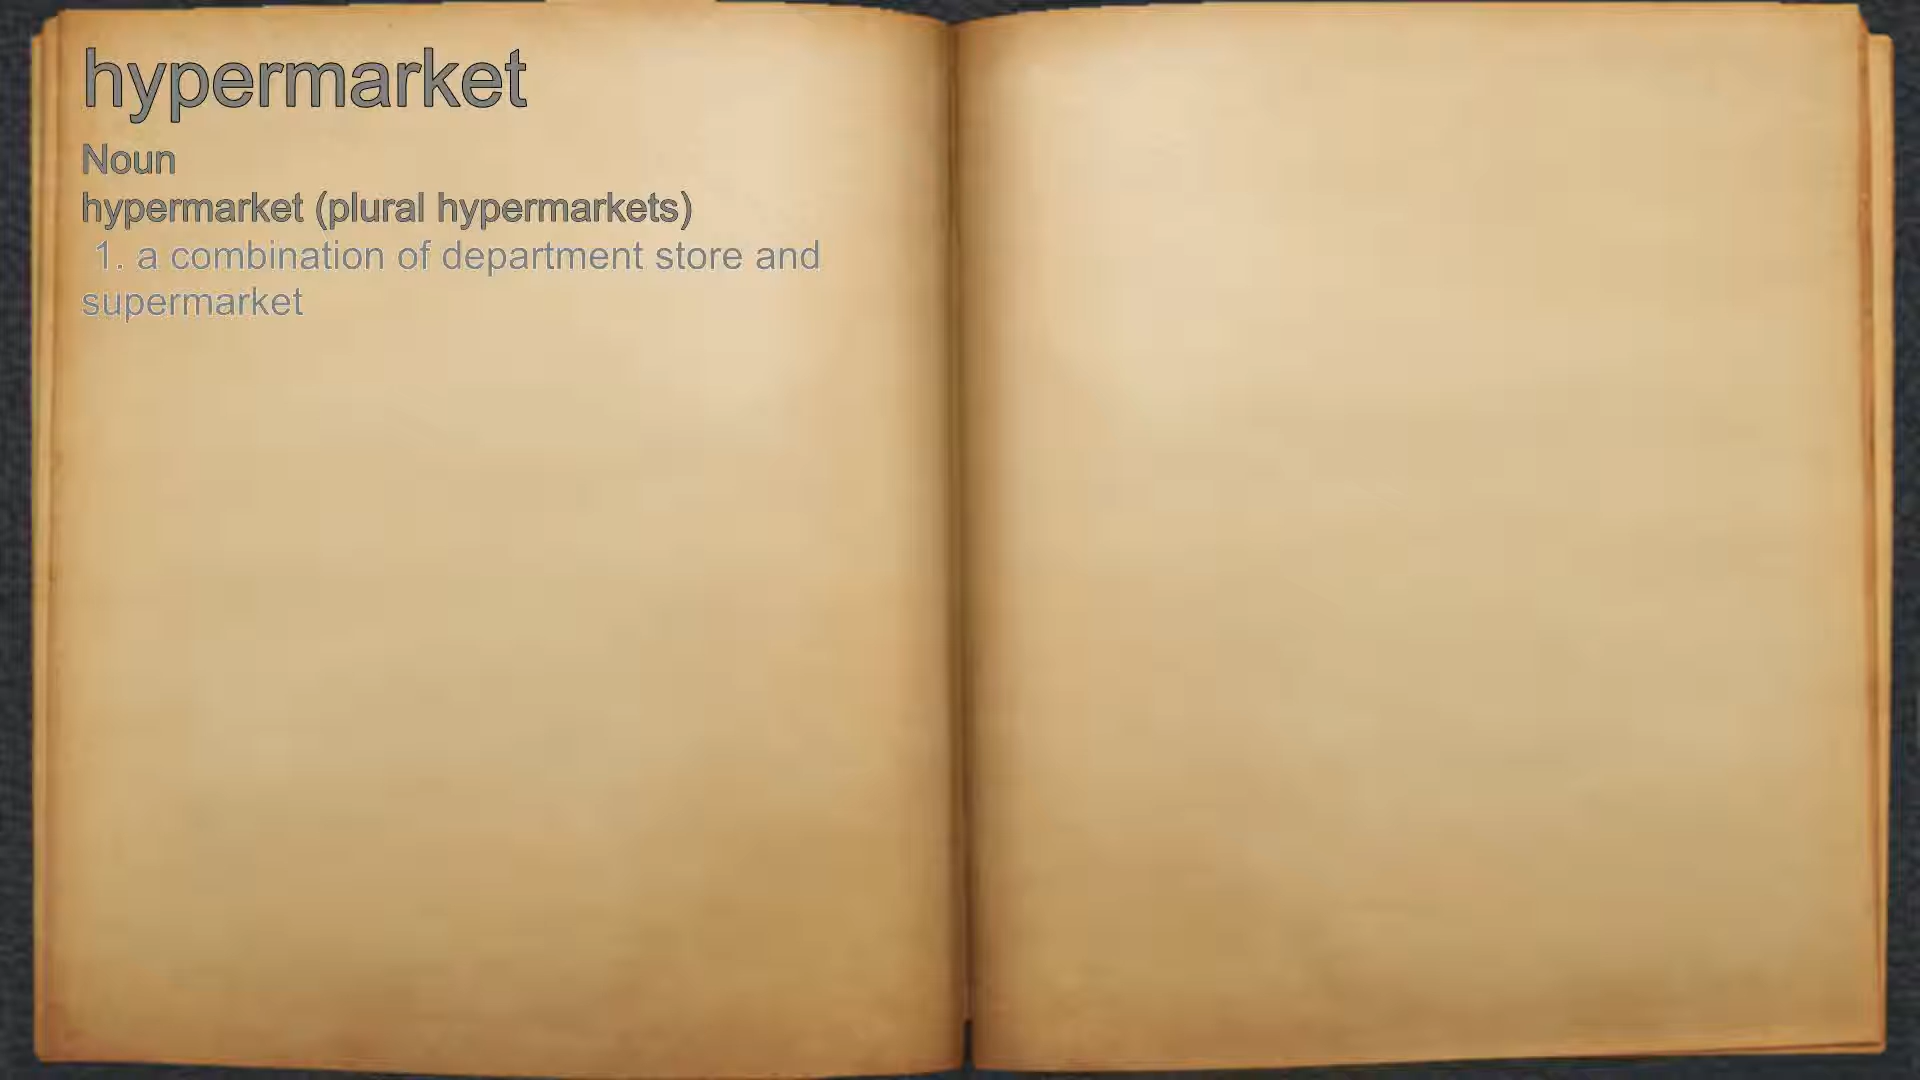 hypermarket
Noun
hypermarket (plural hypermarkets)
1. a combination of department store and
supermarket